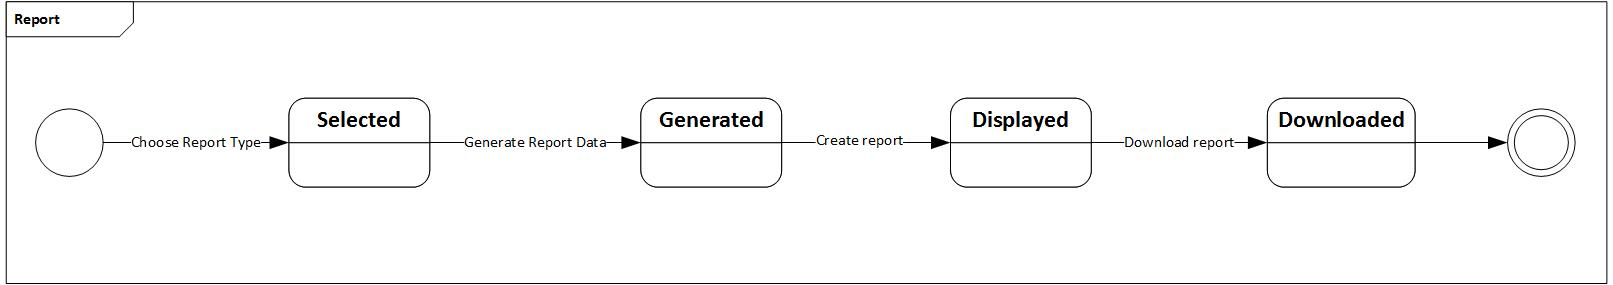 Report
Choose Report Type
Selected
Generate Report Data
Generated
Create report
Displayed
Download report
Downloaded